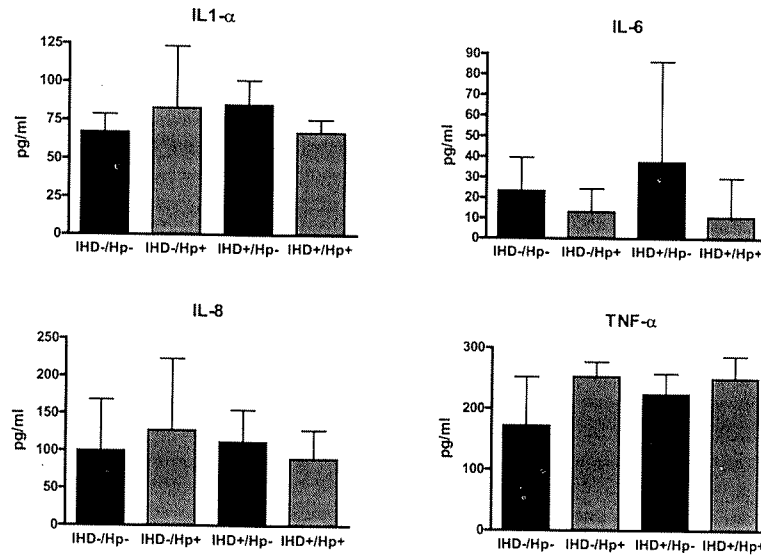 IL1-α
125
100
75
50
25
0
pg/ml
IHD-/Hp- IHD-/Hp+ IHD+/Hp- IHD+/Hp+
IL-6
90
80
70
60
50
40
30
20
10
0
pg/ml
IHD-/Hp- IHD-/Hp+ IHD+/Hp- IHD+/Hp+
IL-8
250
200
150
100
50
0
pg/ml
IHD-/Hp- IHD-/Hp+ IHD+/Hp- IHD+/Hp+
TNF-α
300
200
100
0
pg/ml
IHD-/Hp- IHD-/Hp+ IHD+/Hp- IHD+/Hp+